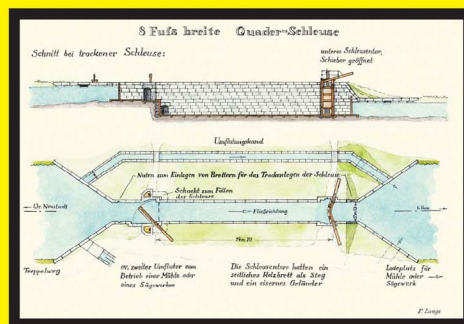 8 Fuß breite Quader-Schleuse
Schnitt bei trockener Schleuse:
unteres Schleusentor,
Schieber geöffnet
Umflutungskanal
Nuten zum Einlegen von Brettern für das Trockenlegen der Schleuse
Schacht zum Füllen
der Schleuse
Wr. Neustadt
Fließrichtung
Treppelweg
ev. zweiter Umfluter zum
Betrieb einer Mühle oder
eines Sägewerkes
Die Schleusentore hatten ein
seitliches Holzbrett als Steg
und ein eisernes Geländer
Ladeplatz für
Mühle oder
Sägewerk
F. Lange